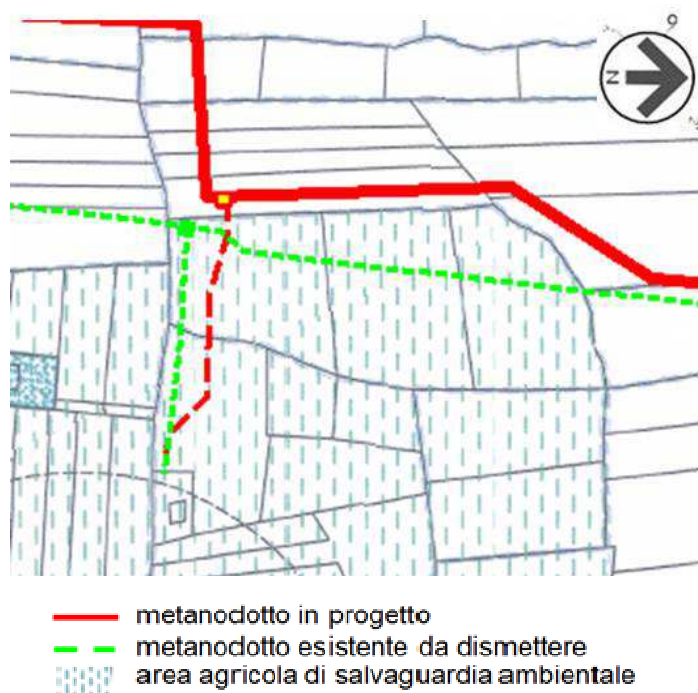 N
metanodotto in progetto
metanodotto esistente da dismettere
area agricola di salvaguardia ambientale